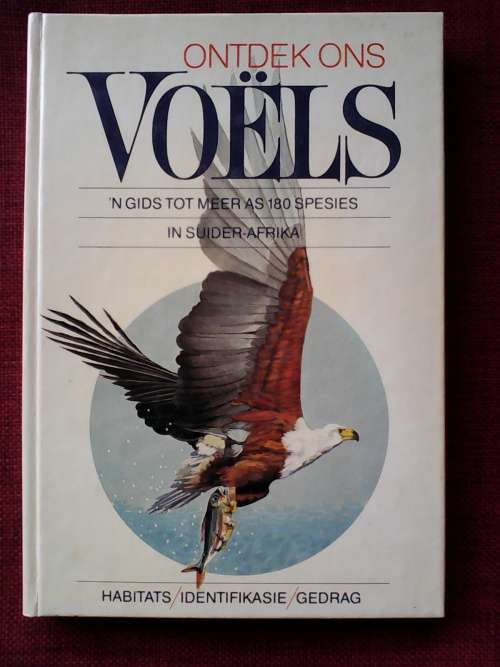 ONTDEK ONS
VOËLS
'N GIDS TOT MEER AS 180 SPESIES
IN SUIDER-AFRIKA
HABITATS/IDENTIFIKASIE/GEDRAG